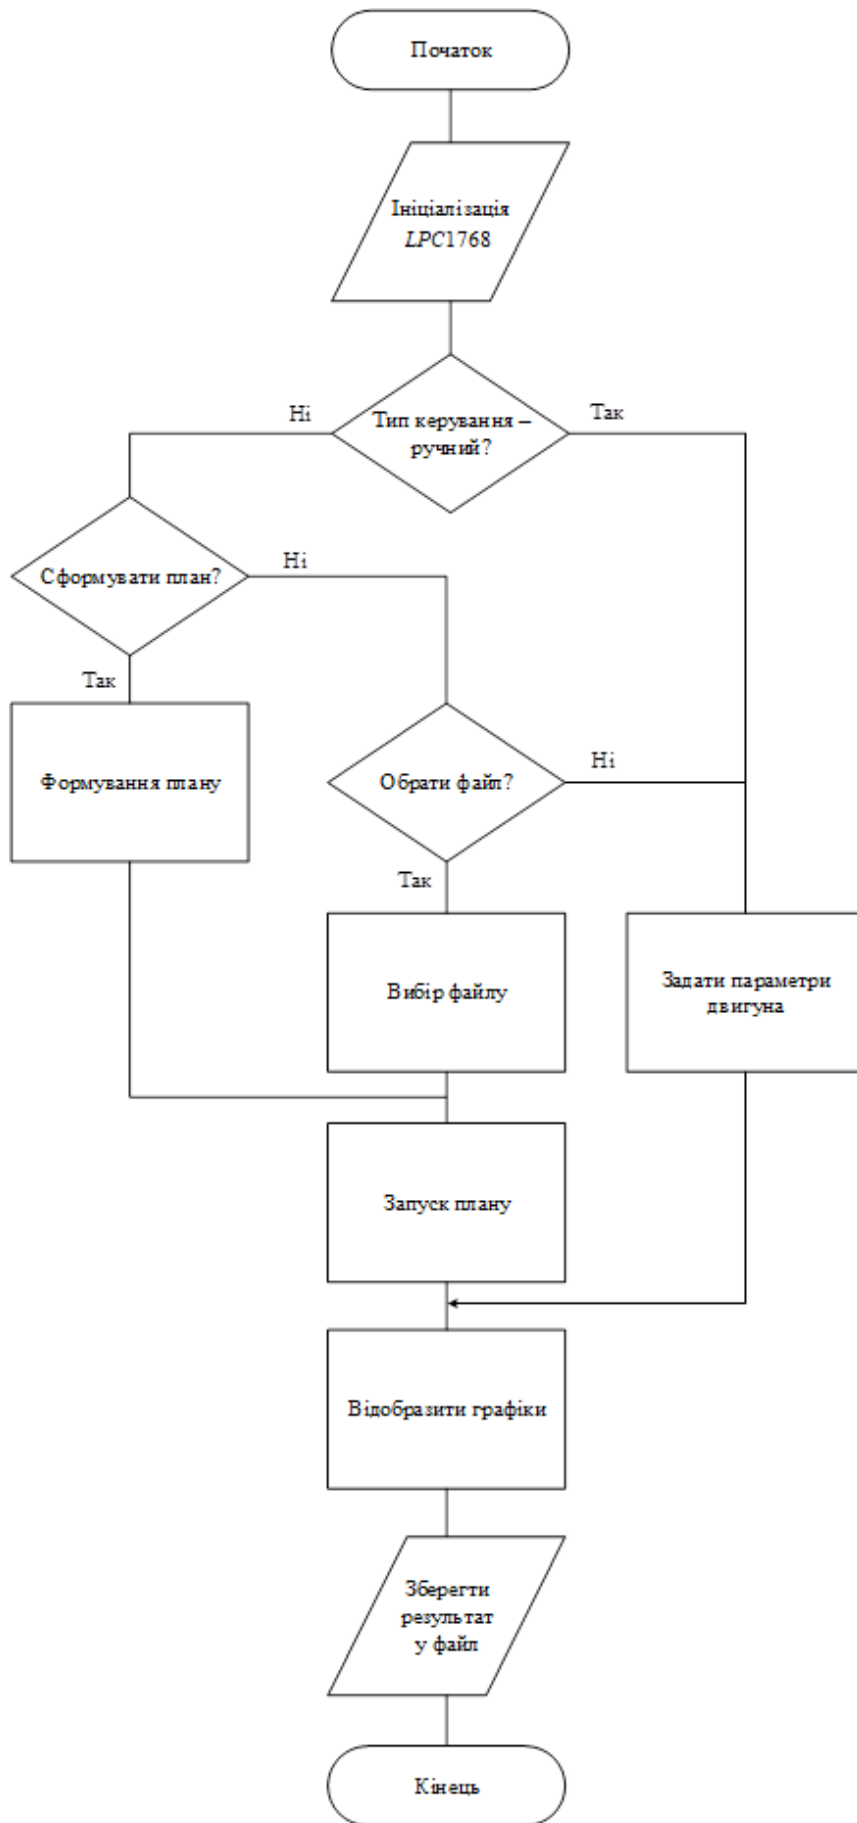 Початок
Ініціалізація
LPC1768
Тип керування –
ручний?
Ні
Так
Сформувати план?
Ні
Так
Формування плану
Обрати файл?
Ні
Так
Вибір файлу
Задати параметри
двигуна
Запуск плану
Відобразити графіки
Зберегти
результат
у файл
Кінець